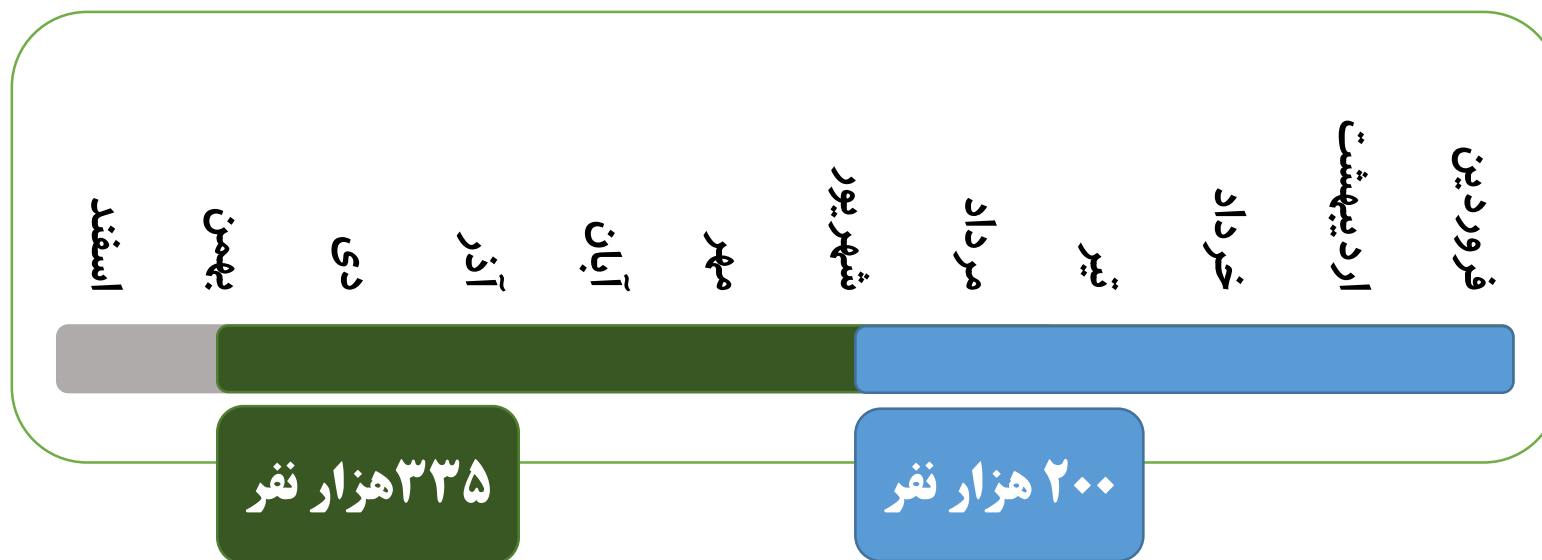 فروردین
اردیبهشت
خرداد
تیر
مرداد
شهریور
مهر
آبان
آذر
دی
بهمن
اسفند
۲۰۰ هزار نفر
۳۳۵هزار نفر